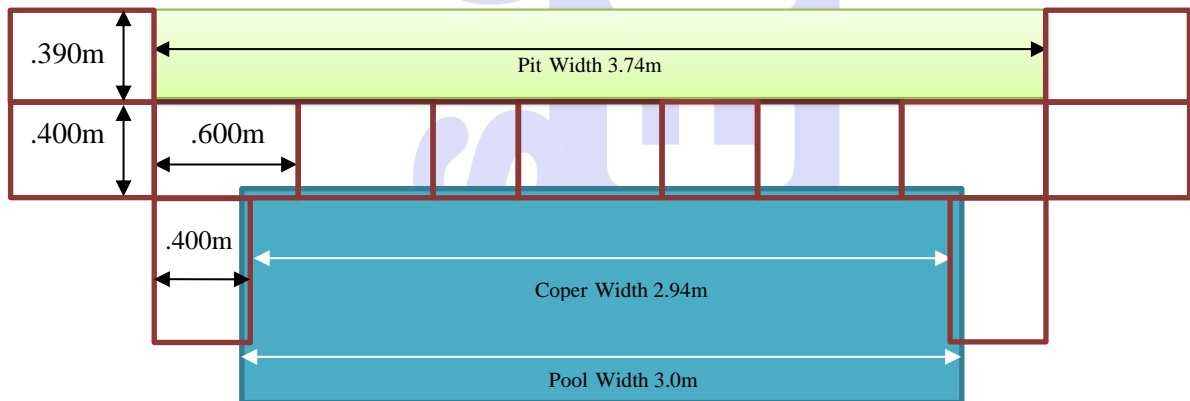 .390m
Pit Width 3.74m
.400m
.600m
.400m
Coper Width 2.94m
Pool Width 3.0m